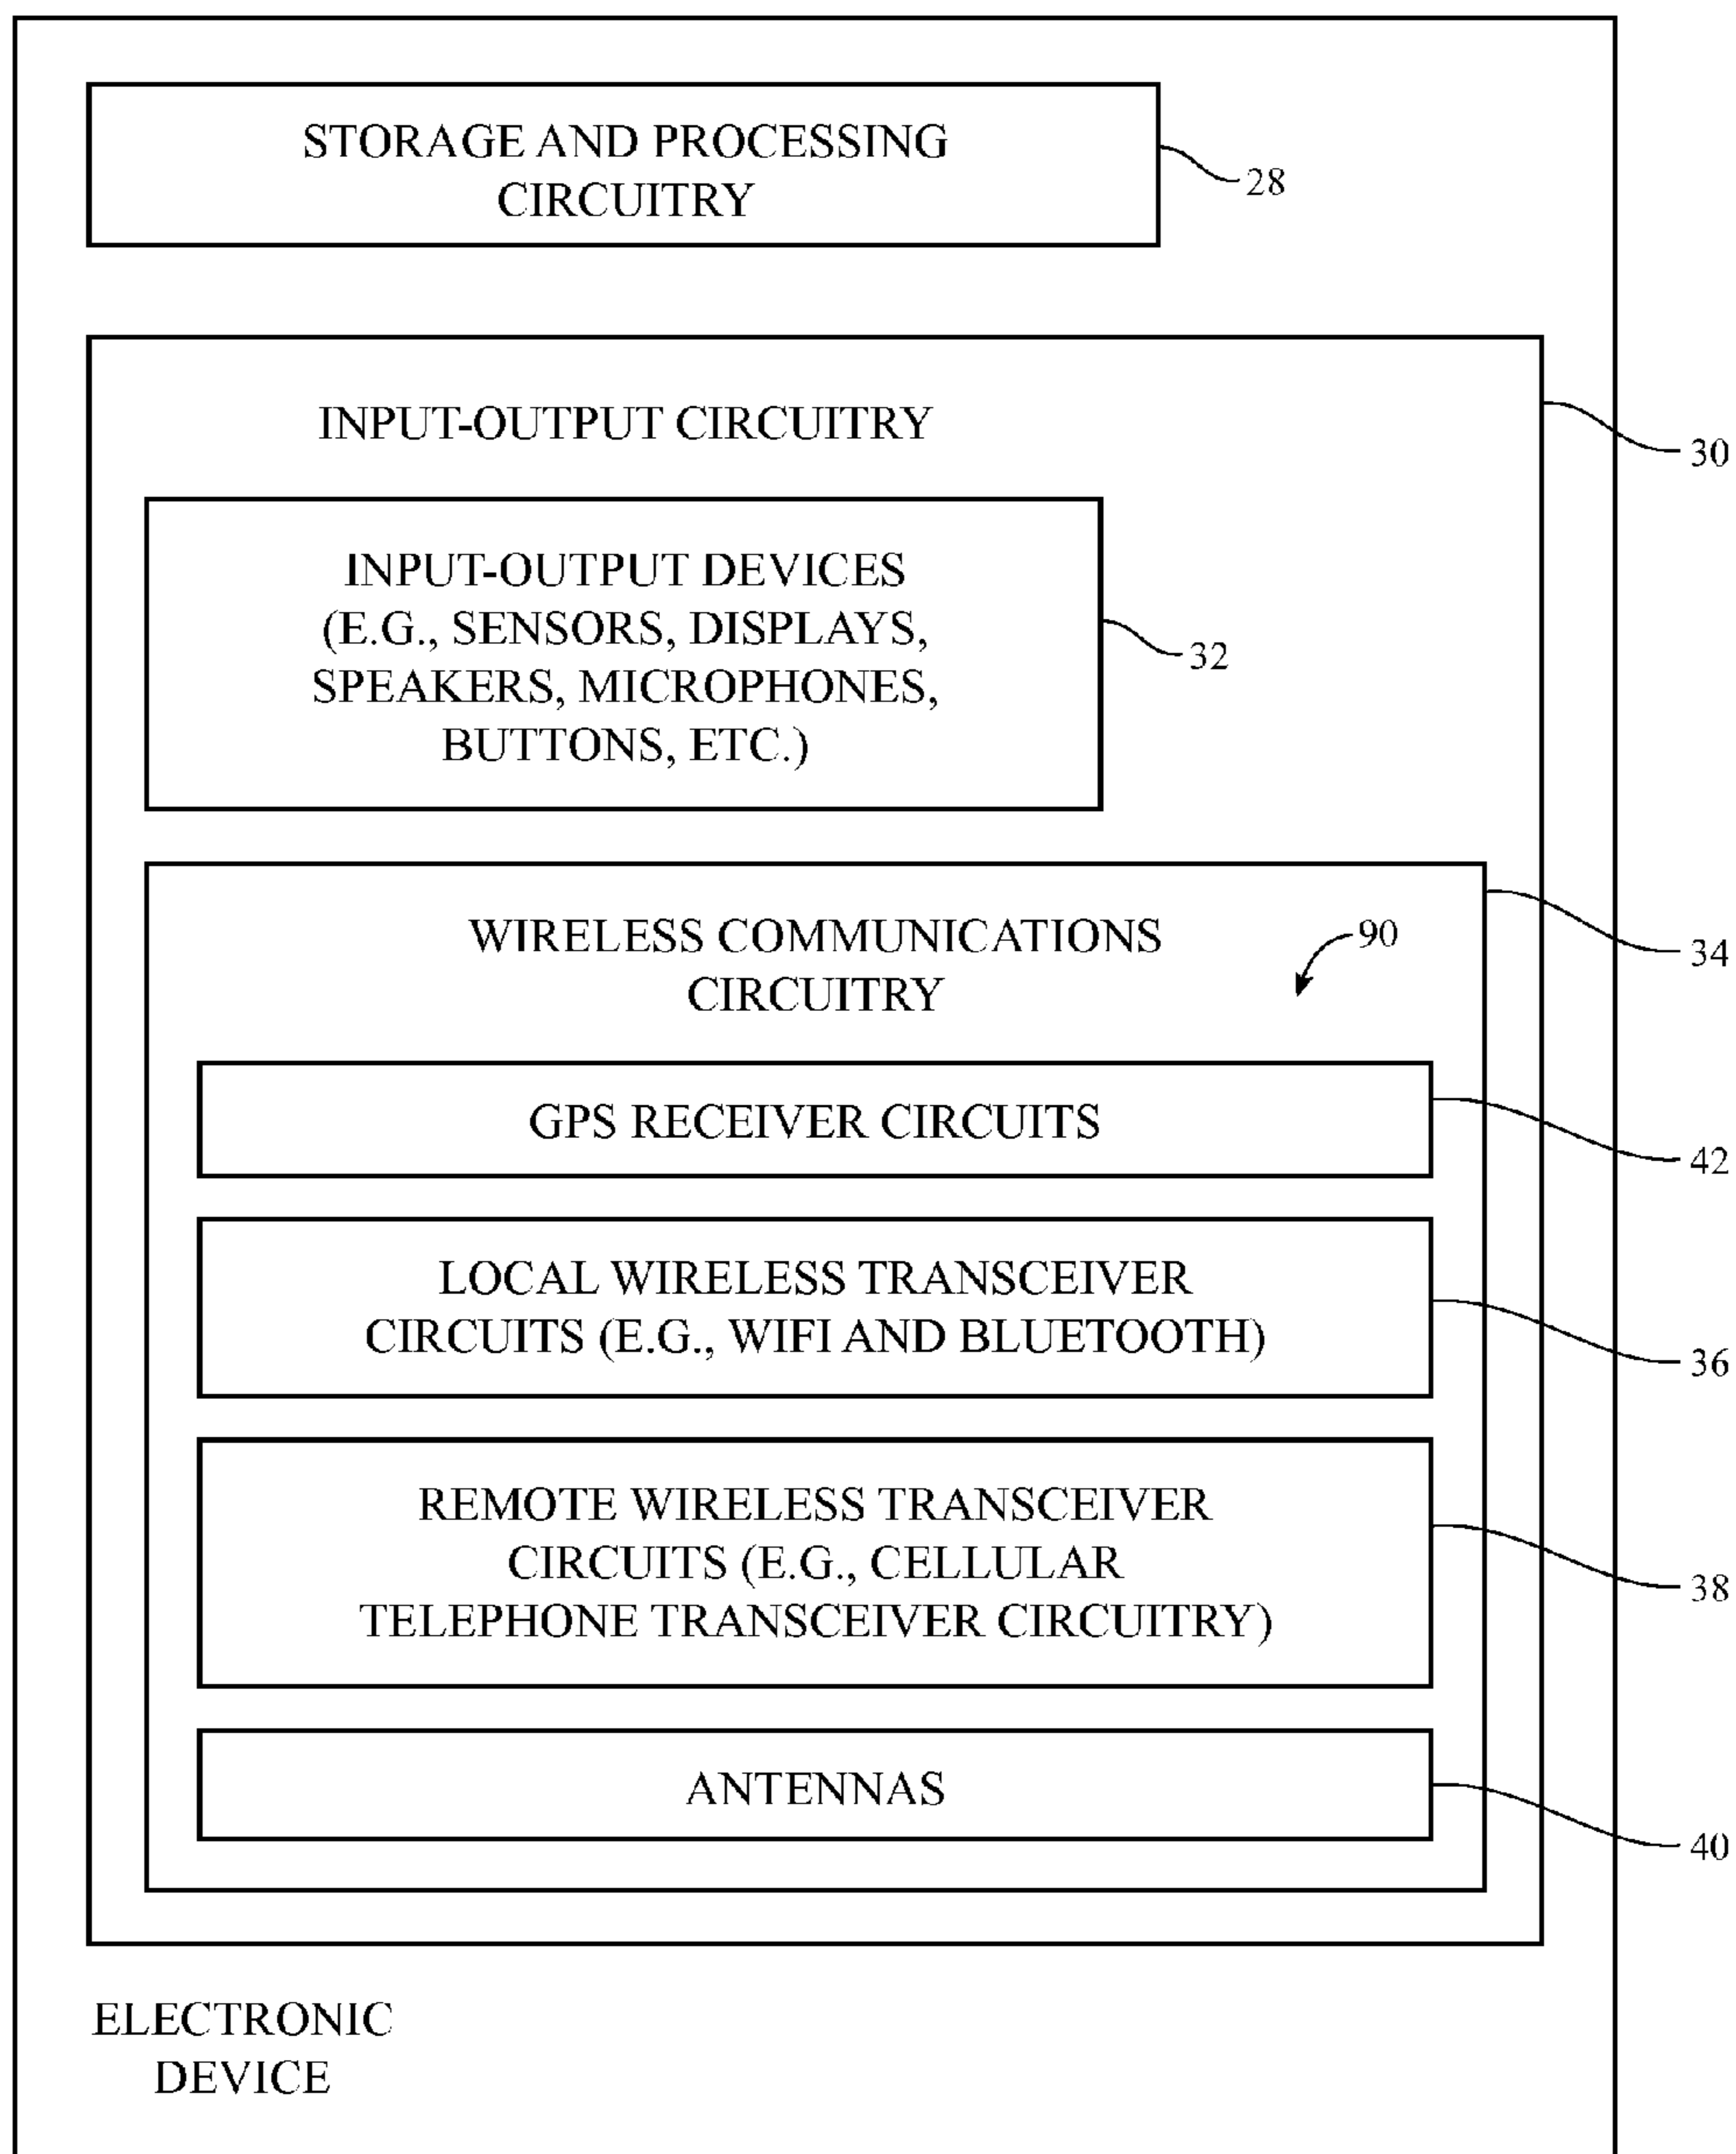 STORAGE AND PROCESSING
CIRCUITRY
28
INPUT-OUTPUT CIRCUITRY
30
INPUT-OUTPUT DEVICES
(E.G., SENSORS, DISPLAYS,
SPEAKERS, MICROPHONES,
BUTTONS, ETC.)
32
WIRELESS COMMUNICATIONS
CIRCUITRY
90
34
GPS RECEIVER CIRCUITS
42
LOCAL WIRELESS TRANSCEIVER
CIRCUITS (E.G., WIFI AND BLUETOOTH)
36
REMOTE WIRELESS TRANSCEIVER
CIRCUITS (E.G., CELLULAR
TELEPHONE TRANSCEIVER CIRCUITRY)
38
ANTENNAS
40
ELECTRONIC
DEVICE